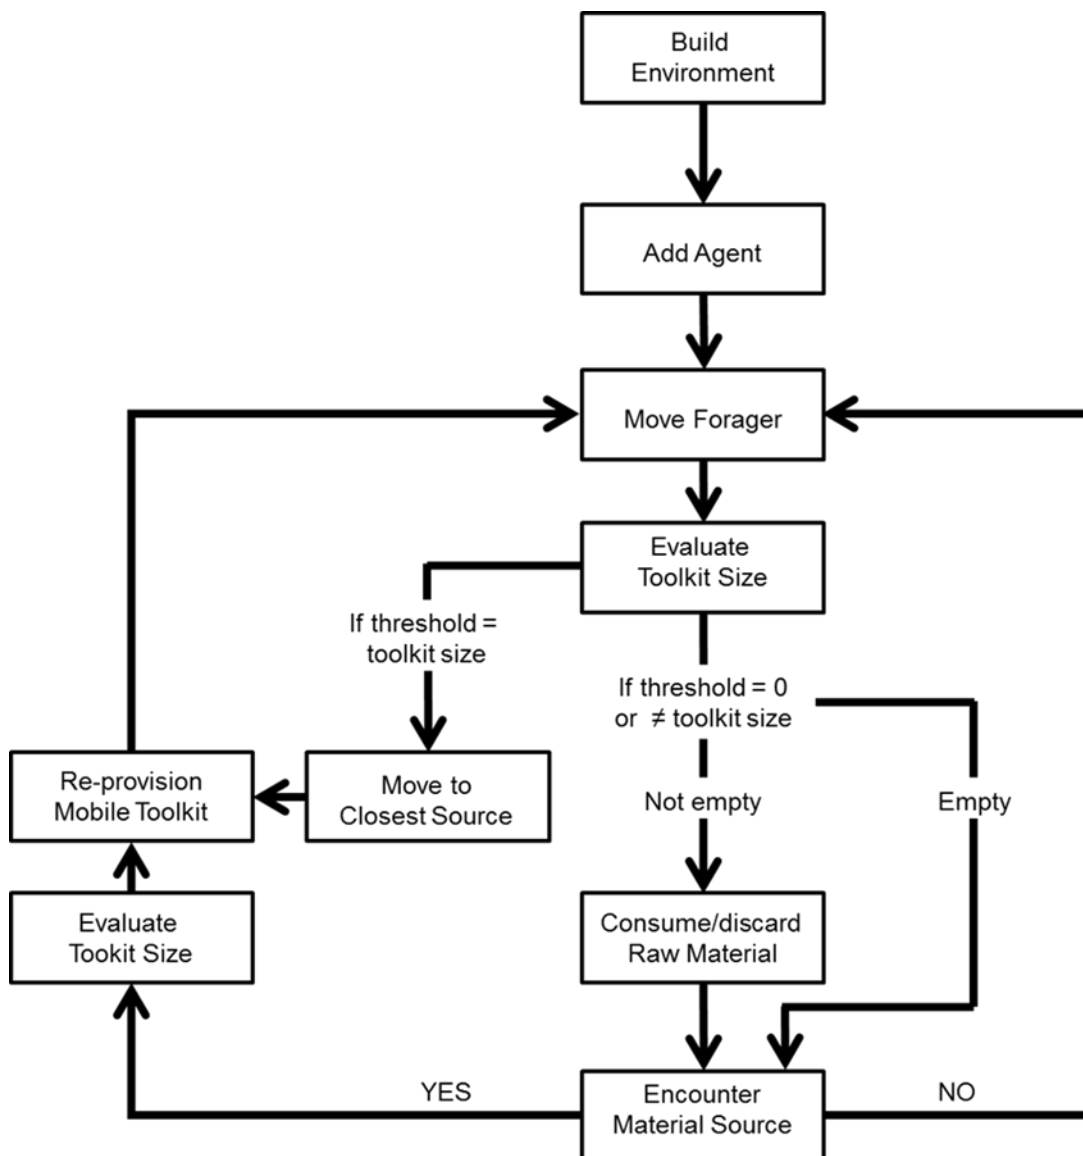 Build
Environment
Add Agent
Move Forager
Evaluate
Toolkit Size
If threshold =
toolkit size
If threshold = 0
or ≠ toolkit size
Re-provision
Mobile Toolkit
Move to
Closest Source
Not empty
Empty
Evaluate
Tookit Size
Consume/discard
Raw Material
YES
Encounter
Material Source
NO